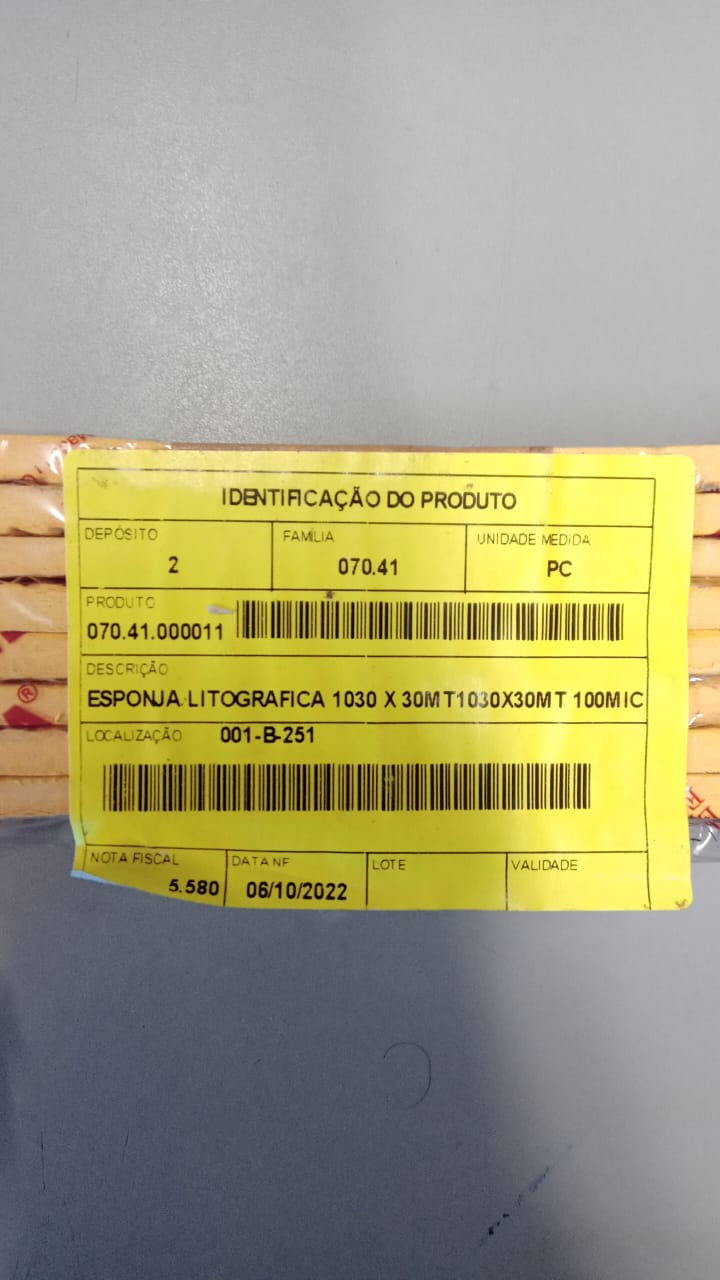 IDENTIFICAÇÃO DO PRODUTO
DEPÓSITO FAMÍLIA UNIDADE MEDIDA
2 070.41 PC
PRODUTO
070.41.000011
DESCRIÇÃO
ESPONJA LITOGRAFICA 1030 X 30MT1030X30MT 100MIC
LOCALIZAÇÃO 001-B-251
NOTA FISCAL DATA NF LOTE VALIDADE
5.580 06/10/2022